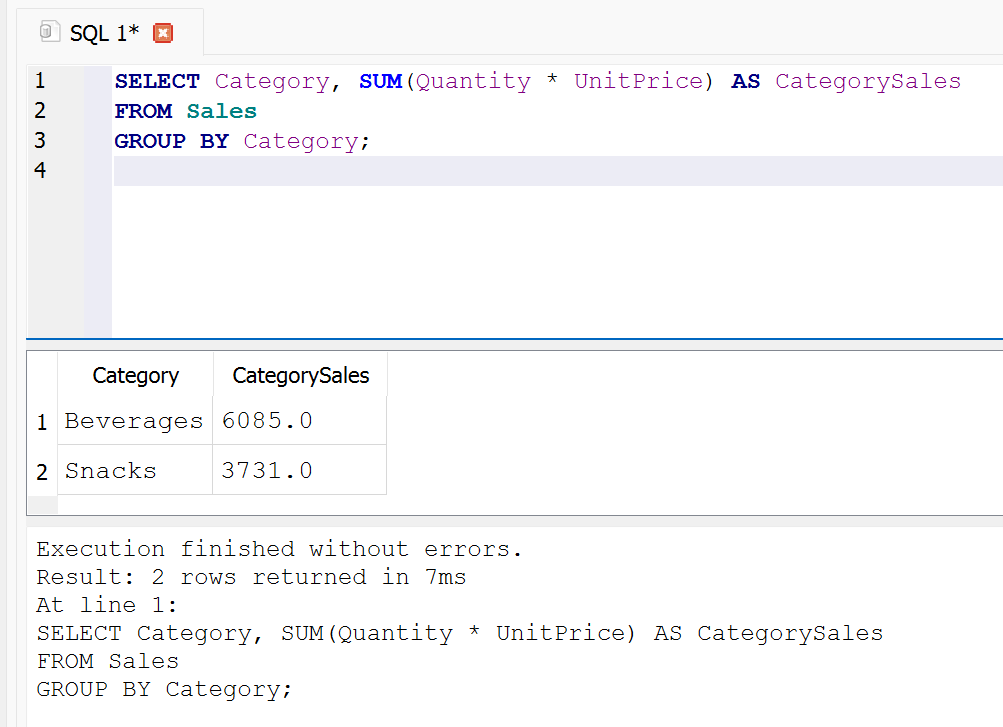 SQL 1*
1 SELECT Category, SUM(Quantity * UnitPrice) AS CategorySales
2 FROM Sales
3 GROUP BY Category;
4
Category CategorySales
1 Beverages 6085.0
2 Snacks 3731.0
Execution finished without errors.
Result: 2 rows returned in 7ms
At line 1:
SELECT Category, SUM(Quantity * UnitPrice) AS CategorySales
FROM Sales
GROUP BY Category;